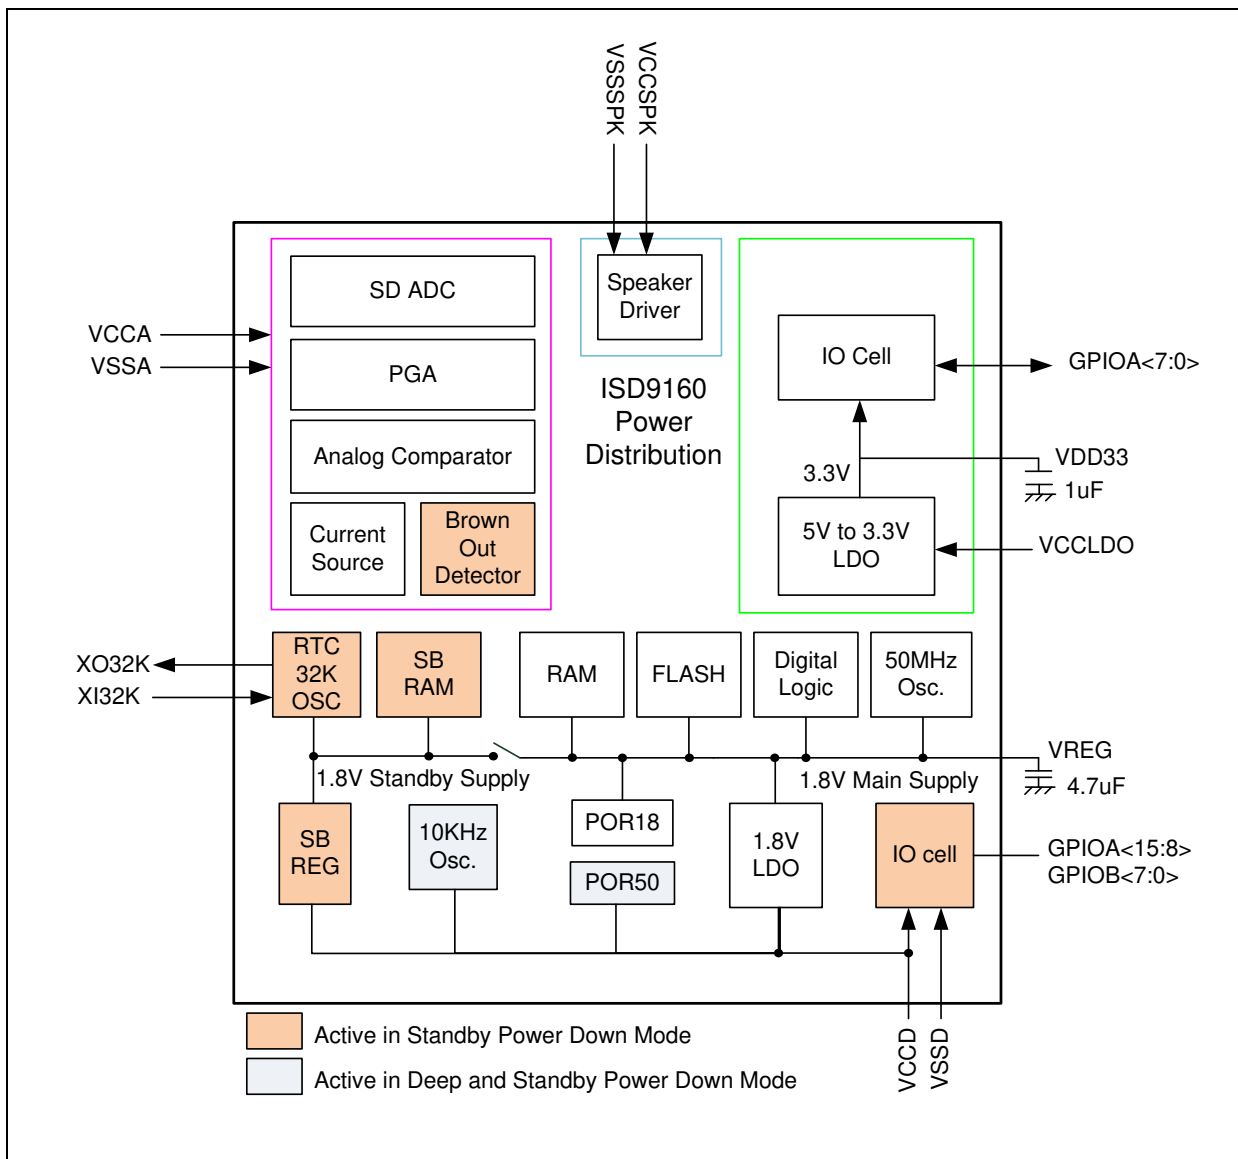 VSSSPK
VCCSPK
SD ADC
PGA
Analog Comparator
Current
Source
Brown
Out
Detector
Speaker
Driver
ISD9160
Power
Distribution
IO Cell
3.3V
5V to 3.3V
LDO
VCCA
VSSA
GPIOA<7:0>
VDD33
1uF
VCCLDO
XO32K
XI32K
RTC
32K
OSC
SB
RAM
RAM
FLASH
Digital
Logic
50MHz
Osc.
1.8V Standby Supply
1.8V Main Supply
VREG
4.7uF
SB
REG
10KHz
Osc.
POR18
POR50
1.8V
LDO
IO cell
GPIOA<15:8>
GPIOB<7:0>
VCCD
VSSD
Active in Standby Power Down Mode
Active in Deep and Standby Power Down Mode